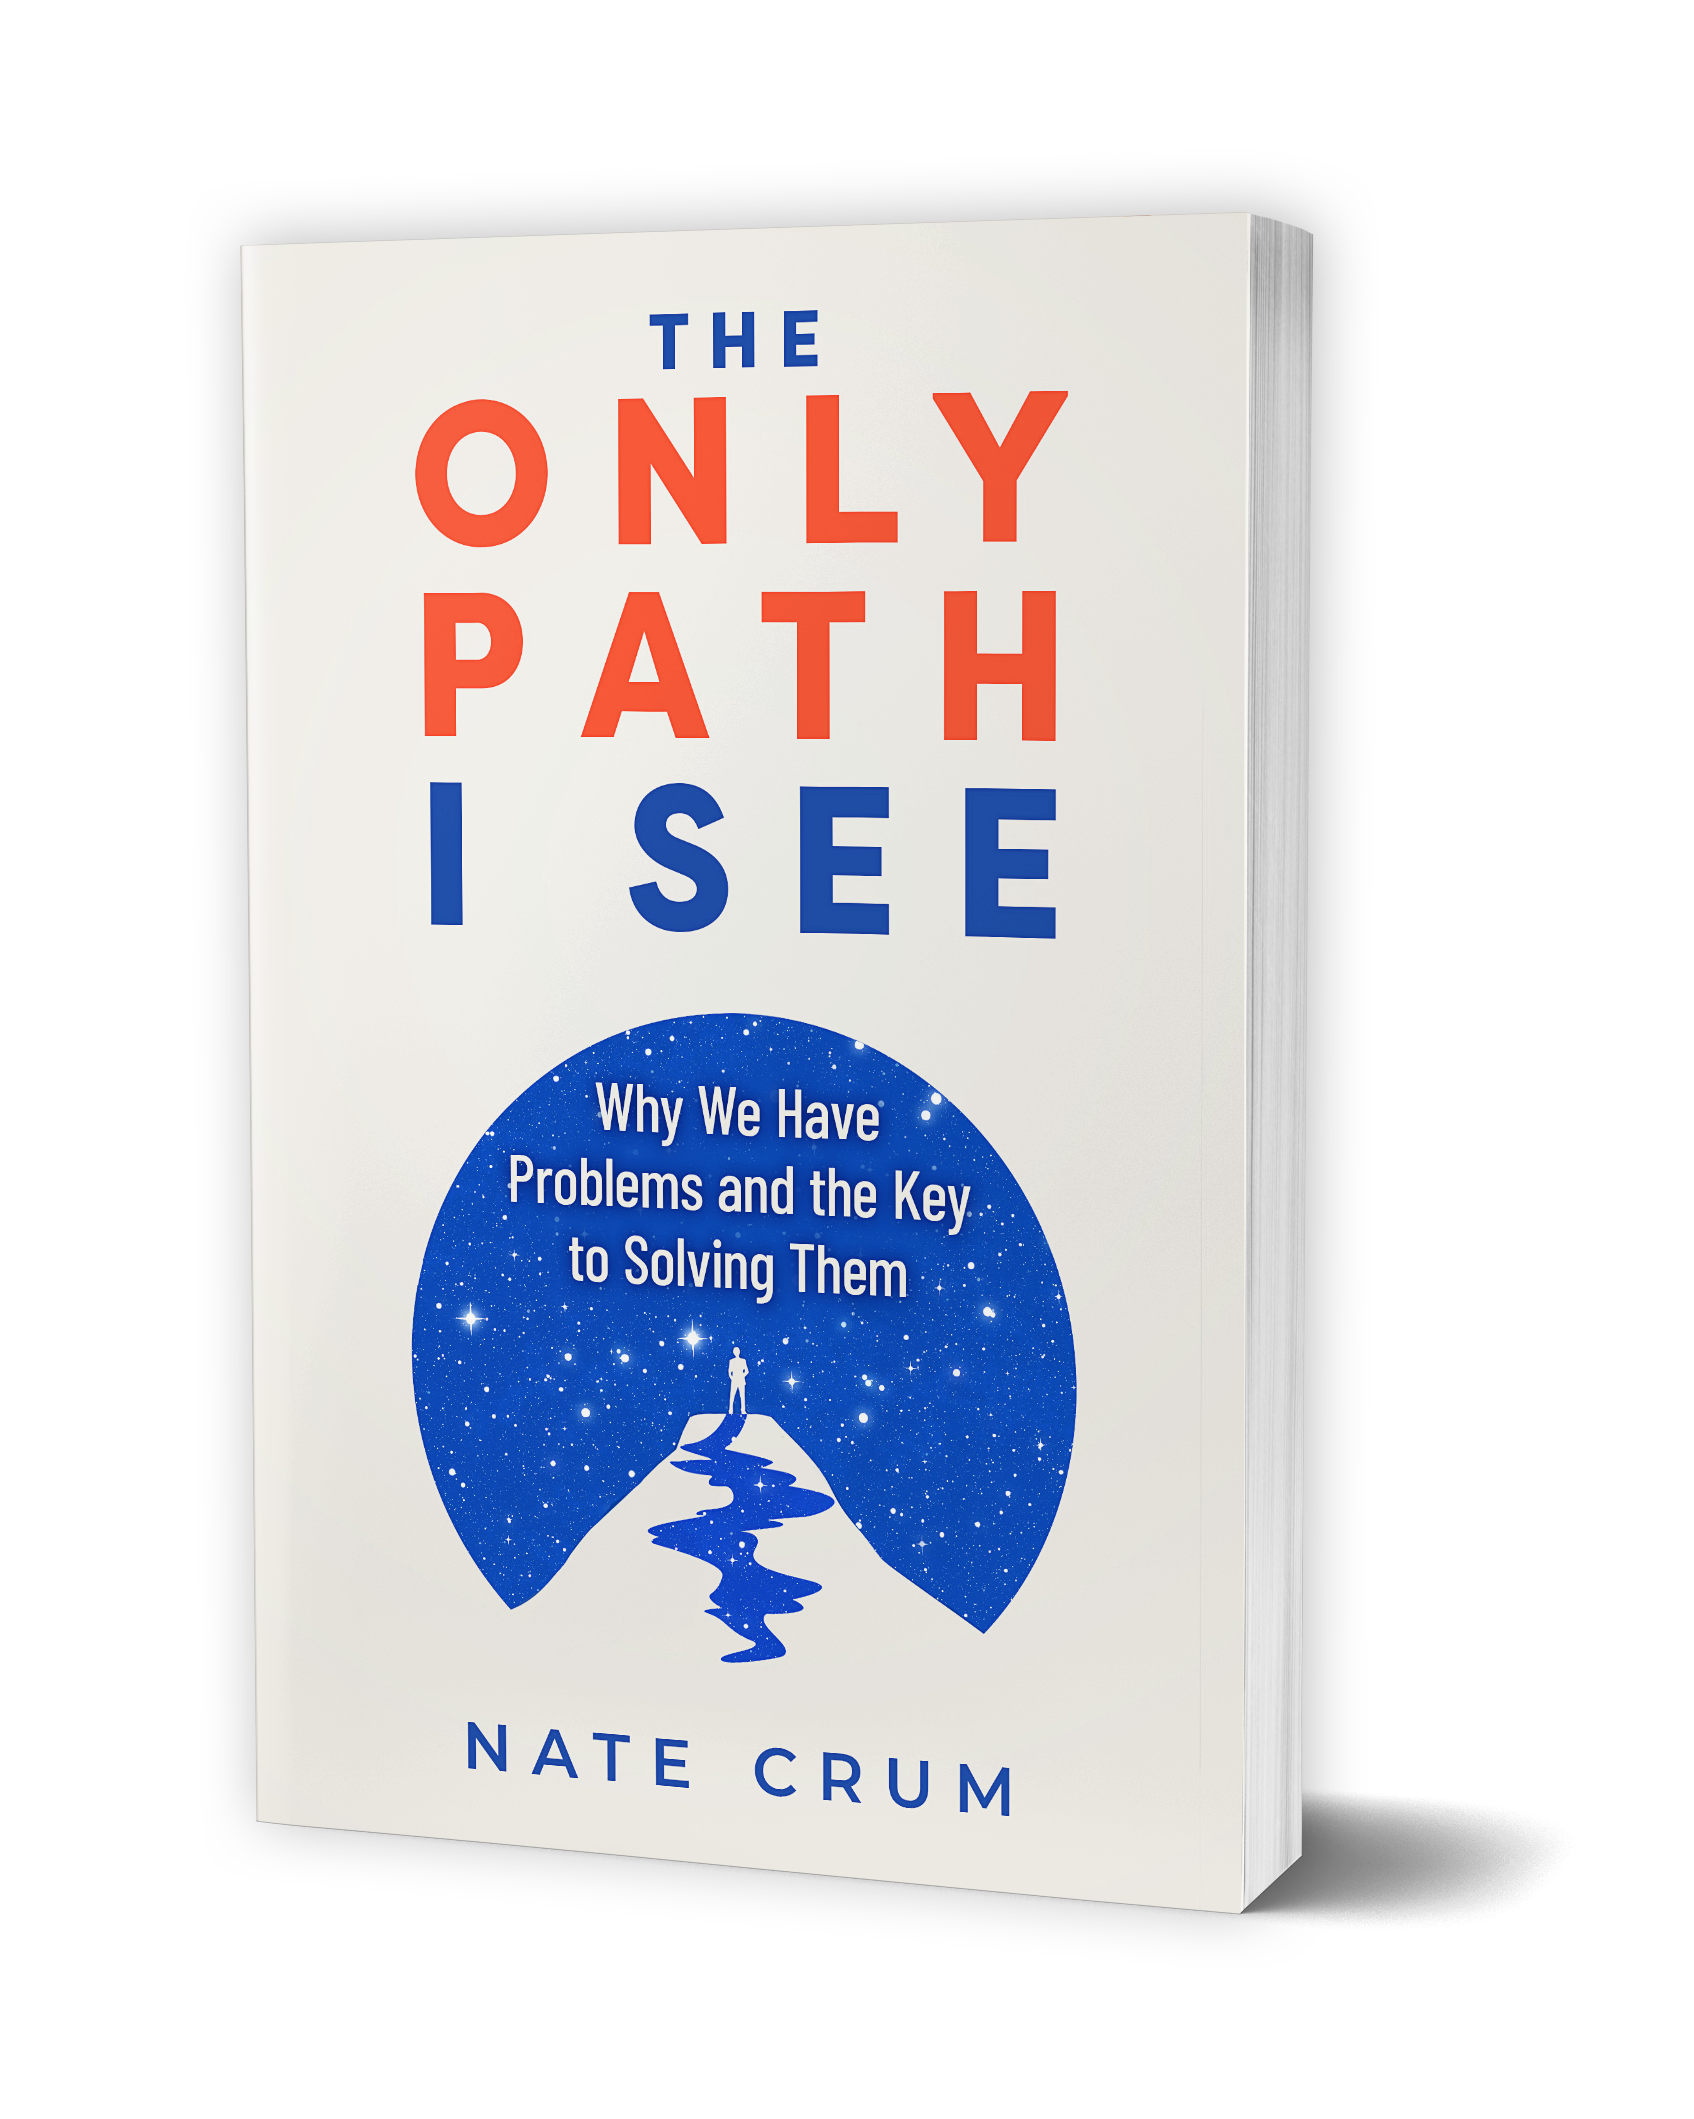 THE
ONLY
PATH
I SEE
Why We Have
Problems and the Key
to Solving Them
NATE CRUM